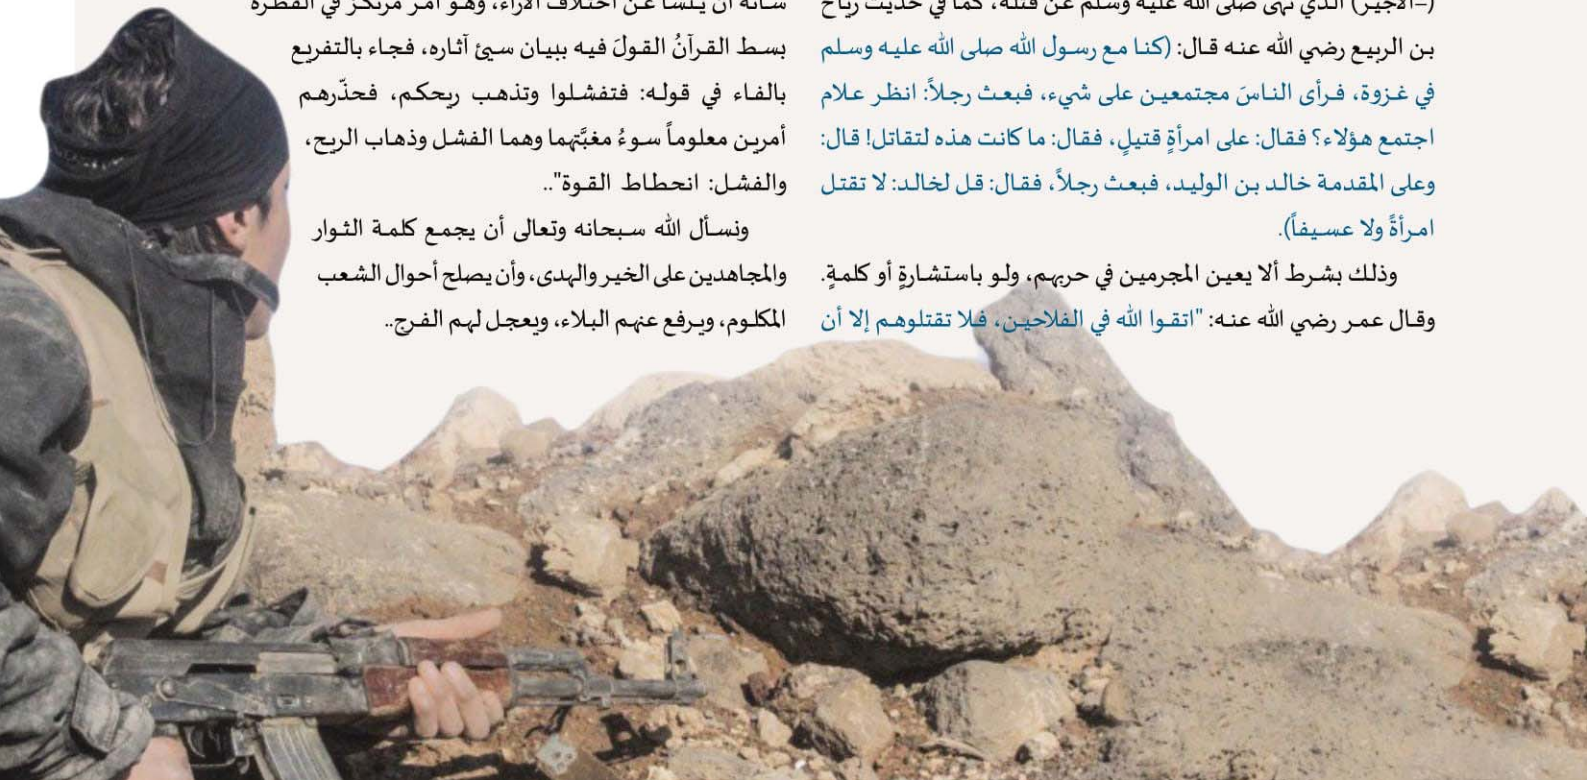 (=الأجير) الذي نهى صلى الله عليه وسلم عن قتله، كما في حديث رباح
بن الربيع رضي الله عنه قال: (كنا مع رسول الله صلى الله عليه وسلم
في غزوة، فرأى الناسَ مجتمعين على شيء، فبعث رجلاً: انظر علام
اجتمع هؤلاء؟ فقال: على امرأةٍ قتيلٍ، فقال: ما كانت هذه لتقاتل! قال:
وعلى المقدمة خالد بن الوليد، فبعث رجلاً، فقال: قل لخالد: لا تقتل
امرأةً ولا عسيفاً).
وذلك بشرط ألا يعين المجرمين في حربهم، ولو باستشارةٍ أو كلمةٍ.
وقال عمر رضي الله عنه: "اتقوا الله في الفلاحين، فلا تقتلوهم إلا أن
شأنه أن ينشأ عن اختلاف الآراء، وهو أمر مرتكز في الفطرة
بسط القرآنُ القولَ فيه ببيان سيئ آثاره، فجاء بالتفريع
بالفاء في قوله: فتفشلوا وتذهب ريحكم، فحذّرهم
أمرين معلوماً سوءُ مغبَّتهما وهما الفشل وذهاب الريح،
والفشل: انحطاط القوة"..
ونسأل الله سبحانه وتعالى أن يجمع كلمة الثوار
والمجاهدين على الخير والهدى، وأن يصلح أحوال الشعب
المكلوم، ويرفع عنهم البلاء، ويعجل لهم الفرج..